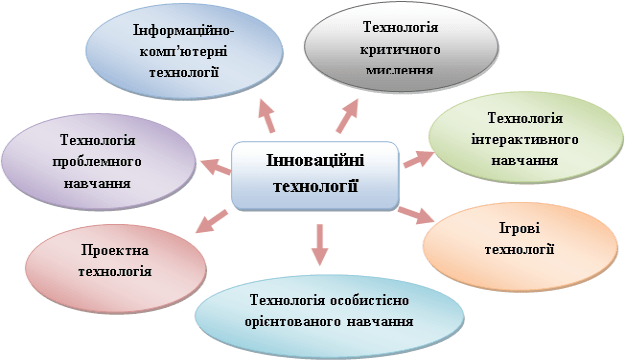 Інформаційно-
комп’ютерні
технології
Технологія
критичного
мислення
Технологія
проблемного
навчання
Інноваційні
технології
Технологія
інтерактивного
навчання
Проектна
технологія
Ігрові
технології
Технологія особистісно
орієнтованого навчання